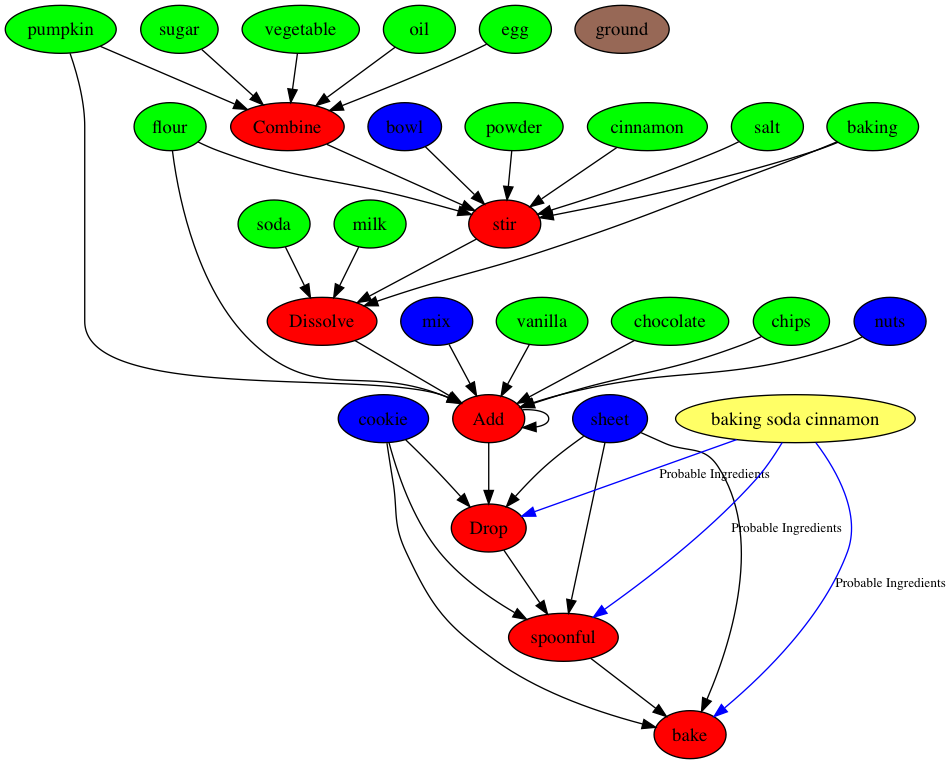 pumpkin
sugar
vegetable
oil
egg
ground
flour
Combine
bowl
powder
cinnamon
salt
baking
soda
milk
stir
Dissolve
mix
vanilla
chocolate
chips
nuts
cookie
Add
sheet
baking soda cinnamon
Probable Ingredients
Drop
Probable Ingredients
Probable Ingredients
spoonful
bake